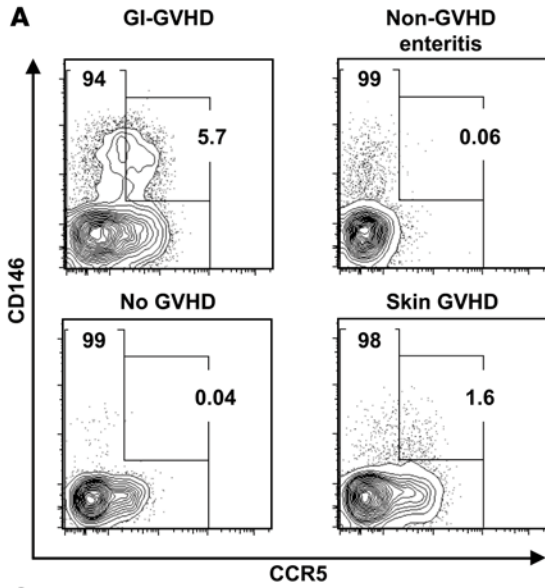 A
GI-GVHD
Non-GVHD
enteritis
94
5.7
99
0.06
No GVHD
Skin GVHD
99
0.04
98
1.6
CD146
CCR5